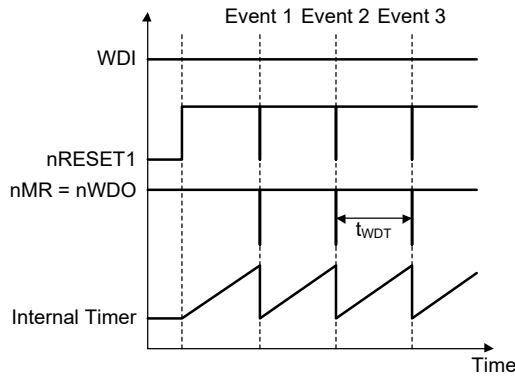 Event 1 Event 2 Event 3
WDI
nRESET1
nMR = nWDO
tWDT
Internal Timer
Time